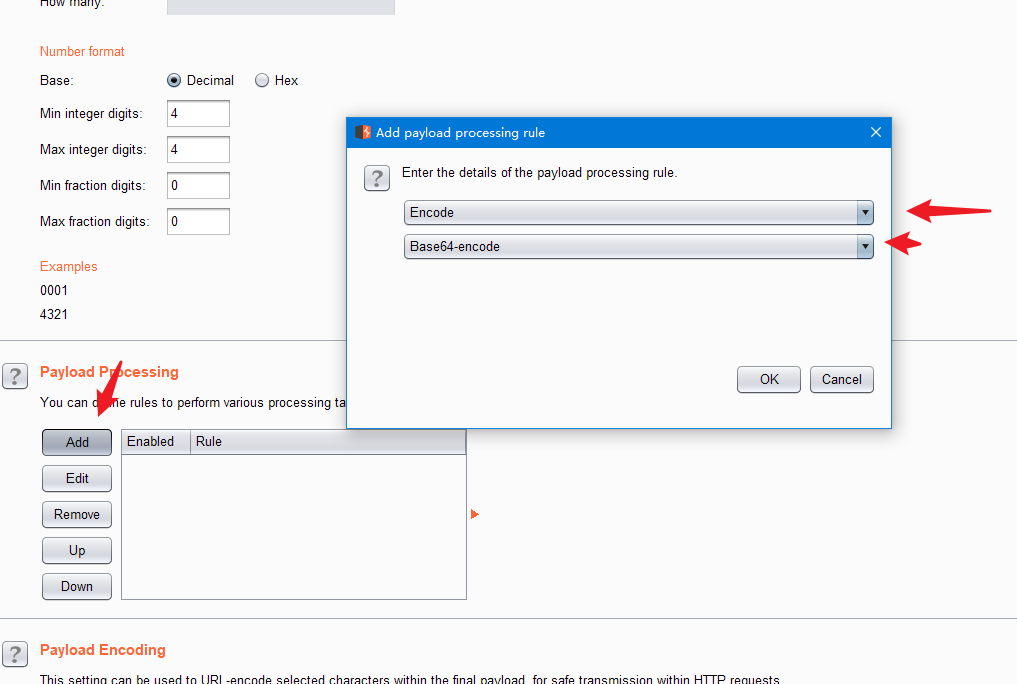 How many:
Number format
Base: Decimal Hex
Min integer digits: 4
Max integer digits: 4
Min fraction digits: 0
Max fraction digits: 0
Examples
0001
4321
Add payload processing rule
Enter the details of the payload processing rule.
Encode
Base64-encode
OK Cancel
Payload Processing
You can rules to perform various processing
Add Enabled Rule
Edit
Remove
Up
Down
Payload Encoding
This setting can be used to URL-encode selected characters within the final payload, for safe transmission within HTTP requests.